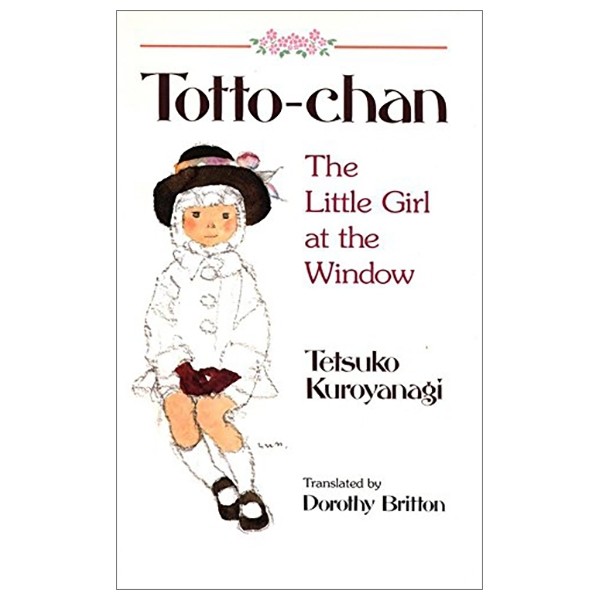 Totto-chan
The
Little Girl
at the
Window
Tetsuko
Kuroyanagi
Translated by
Dorothy Britton